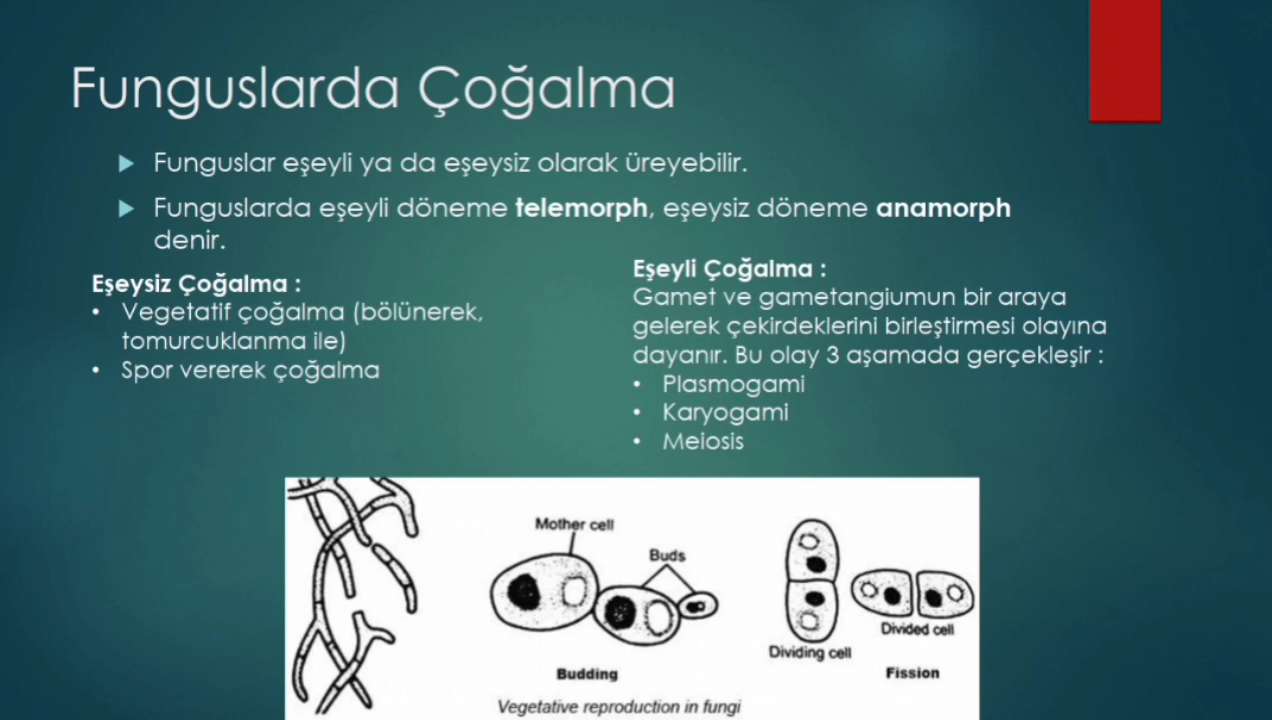 Funguslarda Çoğalma
Funguslar eşeyli ya da eşeysiz olarak üreyebilir.
Funguslarda eşeyli döneme telemorph, eşeysiz döneme anamorph
denir.
Eşeysiz Çoğalma :
• Vegetatif çoğalma (bölünerek,
tomurcuklanma ile)
• Spor vererek çoğalma
Eşeyli Çoğalma :
Gamet ve gametangiumun bir araya
gelerek çekirdeklerini birleştirmesi olayına
dayanır. Bu olay 3 aşamada gerçekleşir :
• Plasmogami
• Karyogami
• Meiosis
Mother cell
Buds
Budding
Dividing cell
Divided cell
Fission
Vegetative reproduction in fungi